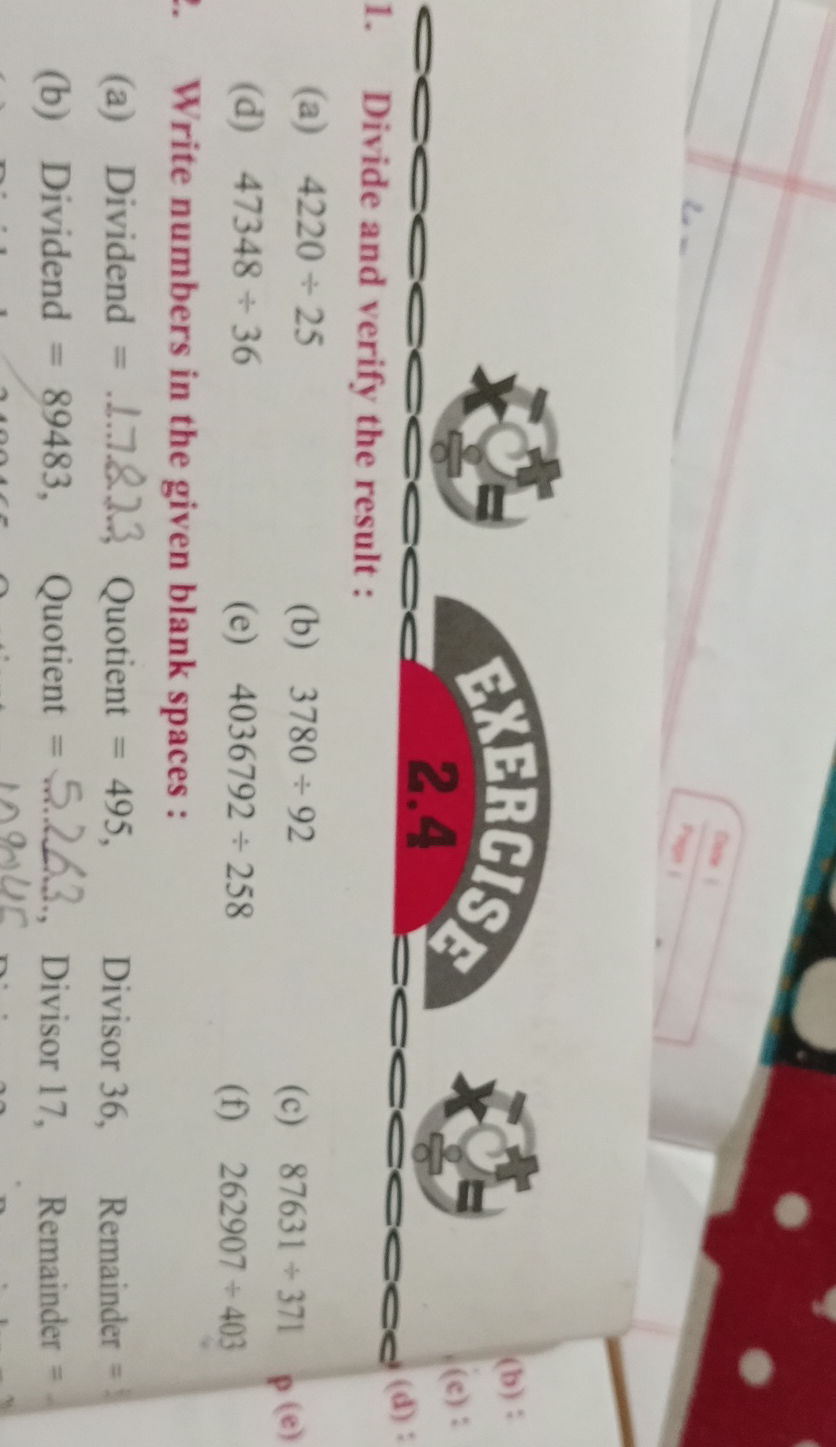 EXERCISE
2.4
1. Divide and verify the result :
(a) 4220 ÷ 25 (b) 3780 ÷ 92 (c) 87631 ÷ 371
(d) 47348 ÷ 36 (e) 4036792 ÷ 258 (f) 262907 ÷ 403
Write numbers in the given blank spaces :
(a) Dividend = 17823, Quotient = 495, Divisor 36, Remainder =
(b) Dividend = 89483, Quotient = 5263, Divisor 17, Remainder =
(b) :
(c) :
(d) :
(e)